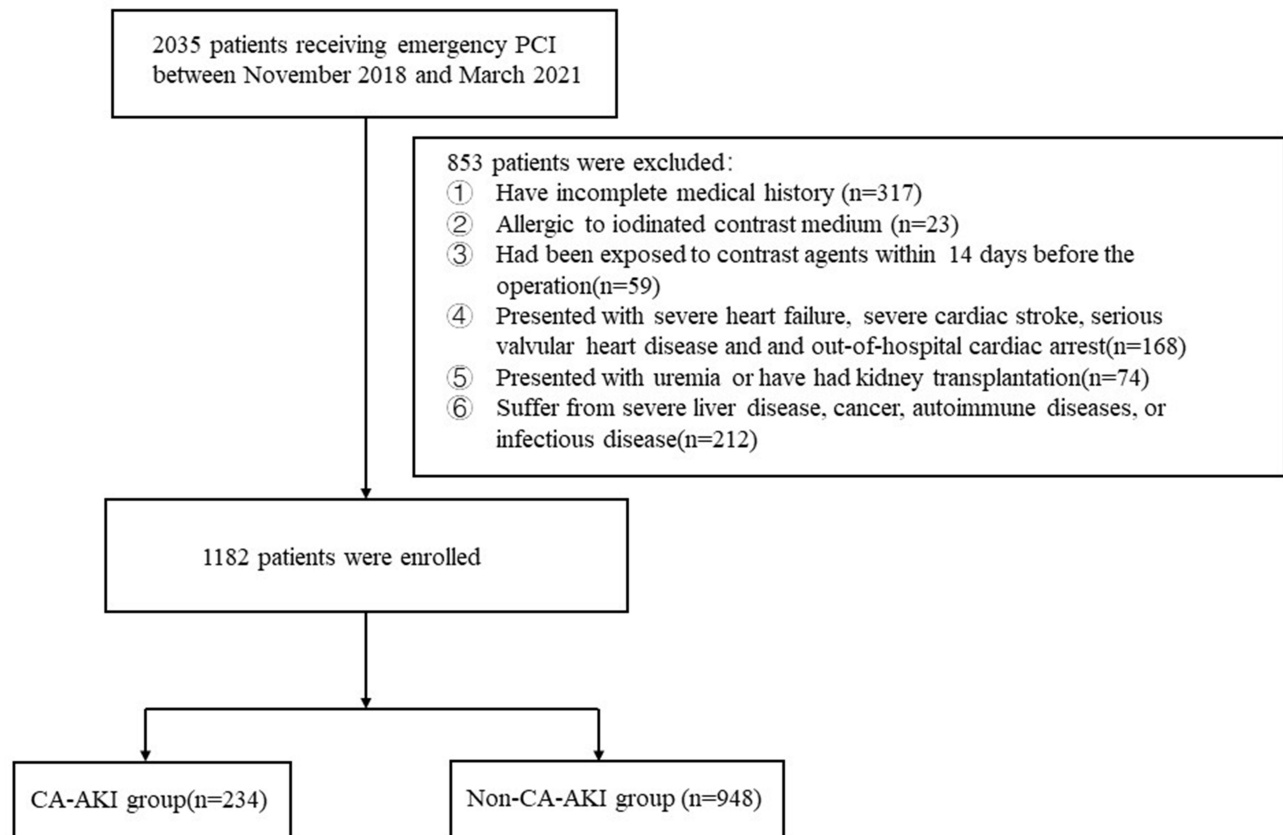 2035 patients receiving emergency PCI
between November 2018 and March 2021
853 patients were excluded:
① Have incomplete medical history (n=317)
② Allergic to iodinated contrast medium (n=23)
③ Had been exposed to contrast agents within 14 days before the
operation(n=59)
④ Presented with severe heart failure, severe cardiac stroke, serious
valvular heart disease and and out-of-hospital cardiac arrest(n=168)
⑤ Presented with uremia or have had kidney transplantation(n=74)
⑥ Suffer from severe liver disease, cancer, autoimmune diseases, or
infectious disease(n=212)
1182 patients were enrolled
CA-AKI group(n=234)
Non-CA-AKI group (n=948)